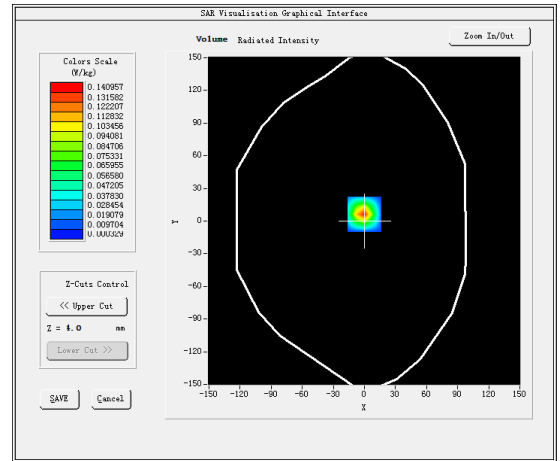 SAR Visualisation Graphical Interface
Volume Radiated Intensity
Zoom In/Out
Colors Scale
(W/kg)
0.140957
0.131582
0.122207
0.112832
0.103456
0.094081
0.084706
0.075331
0.065955
0.056580
0.047205
0.037830
0.028454
0.019079
0.009704
0.000329
Z-Cuts Control
<< Upper Cut
Z = 4.0 mm
Lower Cut >>
SAVE Cancel
150
120
90
60
30
0
-30
-60
-90
-120
-150
Y
-150 -120 -90 -60 -30 0 30 60 90 120 150
X